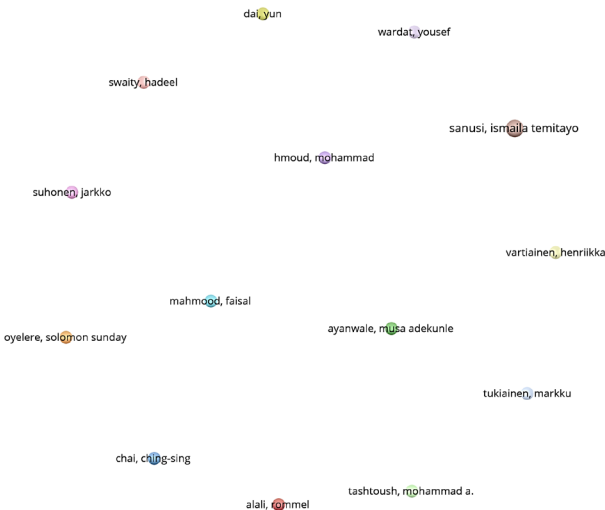 dai, yun
wardat, yousef
swaity, hadeel
sanusi, ismaila temitayo
hmoud, mohammad
suhonen, jarkko
vartiainen, henriikka
mahmood, faisal
ayanwale, musa adekunle
oyelere, solomon sunday
tukiainen, markku
chai, ching-sing
tashtoush, mohammad a.
alali, rommel